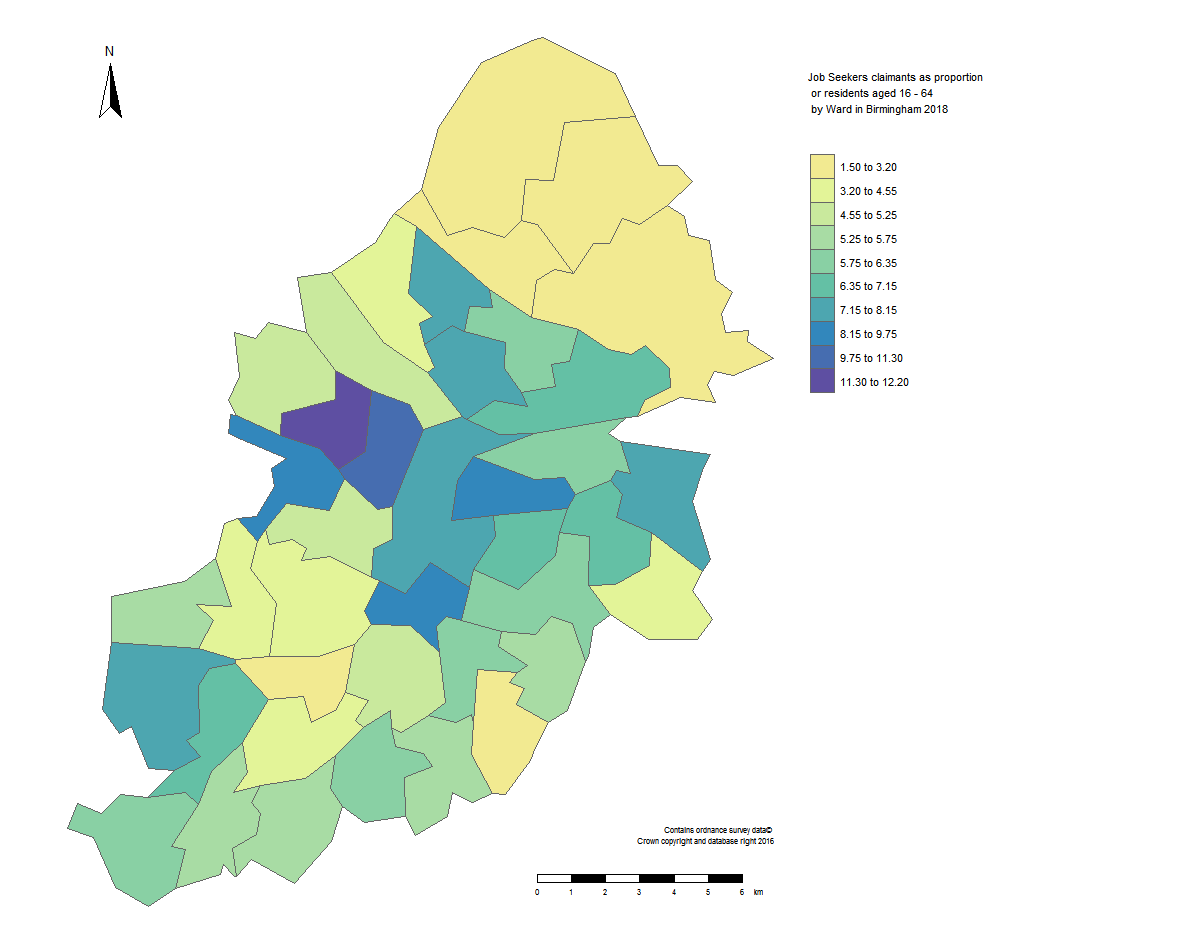 N
Job Seekers claimants as proportion
or residents aged 16 - 64
by Ward in Birmingham 2018
1.50 to 3.20
3.20 to 4.55
4.55 to 5.25
5.25 to 5.75
5.75 to 6.35
6.35 to 7.15
7.15 to 8.15
8.15 to 9.75
9.75 to 11.30
11.30 to 12.20
Contains ordnance survey data©
Crown copyright and database right 2016
0 1 2 3 4 5 6 km